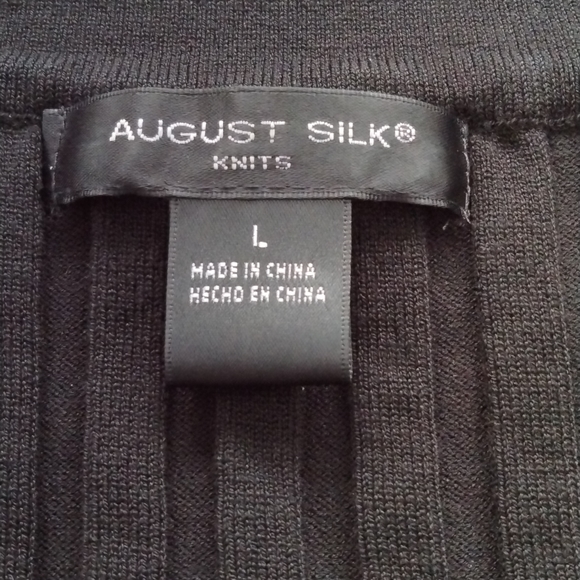 AUGUST SILK®
KNITS
L
MADE IN CHINA
HECHO EN CHINA